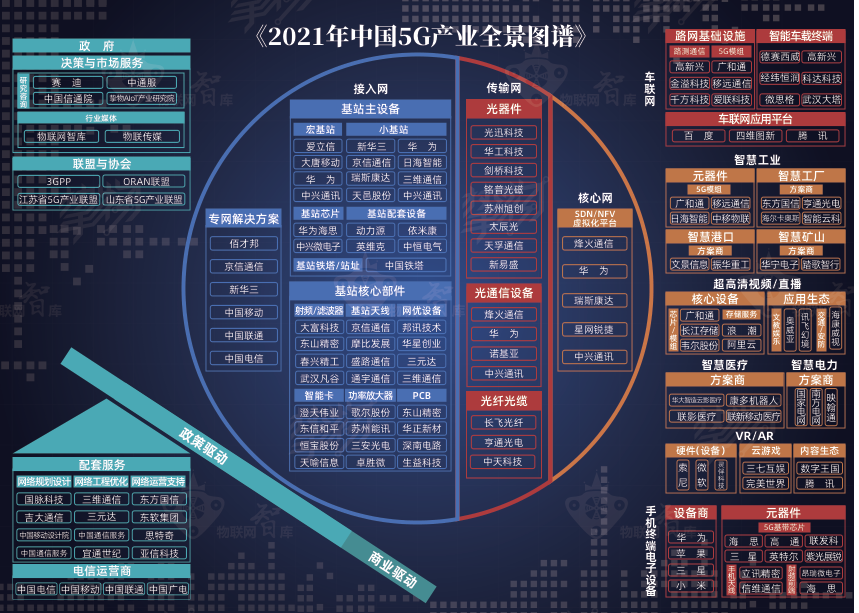 《2021年中国5G产业全景图谱》
政 府
决策与市场服务
研究咨询
赛 迪
中通服
中国信通院
挚物AIoT产业研究院
行业媒体
物联网智库
物联传媒
联盟与协会
3GPP
ORAN联盟
江苏省5G产业联盟
山东省5G产业联盟
专网解决方案
佰才邦
京信通信
新华三
中国移动
中国联通
中国电信
接入网
基站主设备
宏基站
小基站
爱立信
新华三
华 为
大唐移动
京信通信
日海智能
华 为
瑞斯康达
三维通信
中兴通讯
天邑股份
中兴通讯
基站芯片
基站配套设备
华为海思
动力源
依米康
中兴微电子
英维克
中恒电气
基站铁塔/站址
中国铁塔
基站核心部件
射频/滤波器
基站天线
网优设备
大富科技
京信通信
邦讯技术
东山精密
摩比发展
华星创业
春兴精工
盛路通信
三元达
武汉凡谷
通宇通信
三维通信
智能卡
功率放大器
PCB
澄天伟业
歌尔股份
东山精密
东信和平
苏州能讯
华正新材
恒宝股份
三安光电
深南电路
天喻信息
卓胜微
生益科技
传输网
光器件
光迅科技
华工科技
剑桥科技
铭普光磁
苏州旭创
太辰光
天孚通信
新易盛
光通信设备
烽火通信
华 为
诺基亚
中兴通讯
光纤光缆
长飞光纤
亨通光电
中天科技
核心网
SDN/NFV
虚拟化平台
烽火通信
华 为
瑞斯康达
星网锐捷
中兴通讯
政策驱动
商业驱动
配套服务
网络规划设计
网络工程优化
网络运营支持
国脉科技
三维通信
东方国信
吉大通信
三元达
东软集团
中国移动设计院
中国通信服务
思特奇
中国通信服务
宜通世纪
亚信科技
电信运营商
中国电信
中国移动
中国联通
中国广电
车联网
路网基础设施
路测通信
5G模组
高新兴
广和通
金溢科技
移远通信
千方科技
爱联科技
智能车载终端
德赛西威
高新兴
经纬恒润
科达科技
微思格
武汉大塔
车联网应用平台
百 度
四维图新
腾 讯
智慧工业
元器件
5G模组
广和通
移远通信
日海智能
中移物联
智慧工厂
方案商
东方国信
亨通光电
海尔卡奥斯
智能云科
智慧港口
方案商
文景信息
振华重工
智慧矿山
方案商
华宁电子
踏歌智行
超高清视频/直播
核心设备
芯片/模组
广和通
存储服务
长江存储
浪 潮
韦尔股份
阿里云
应用生态
文教娱乐
奥威亚
讯飞幻境
交通/安防
海康威视
智慧医疗
方案商
华大智造云影医疗
康多机器人
联影医疗
联新移动医疗
智慧电力
方案商
国家电网
南方电网
映翰通
VR/AR
硬件(设备)
索尼
微软
云游戏
三七互娱
完美世界
内容生态
数字王国
腾 讯
手机终端电子设备
设备商
华 为
苹 果
三 星
小 米
元器件
5G基带芯片
海 思
高 通
联发科
三 星
英特尔
紫光展锐
手机天线
立讯精密
信维通信
射频前端
昂瑞微电子
海 思